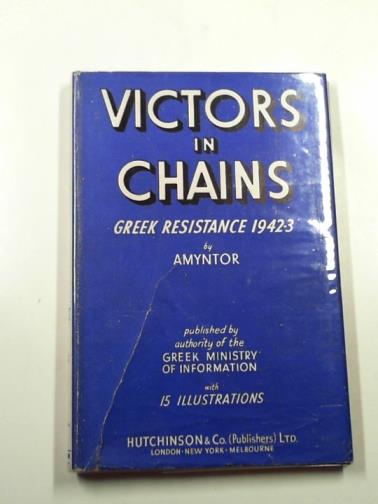 VICTORS
IN
CHAINS
GREEK RESISTANCE 1942-3
by
AMYNTOR
published by
authority of the
GREEK MINISTRY
OF INFORMATION
with
15 ILLUSTRATIONS
HUTCHINSON & Co. (Publishers) LTD.
LONDON · NEW YORK · MELBOURNE